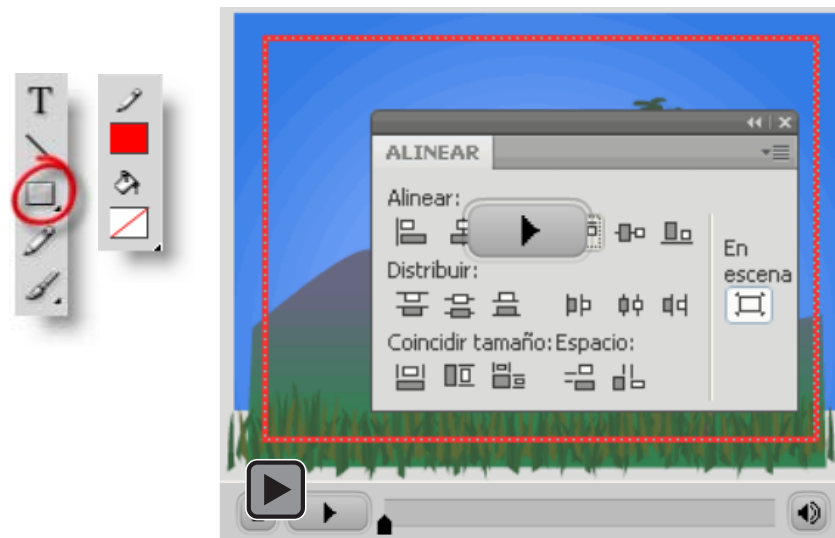 T
ALINEAR
Alinear:
Distribuir:
En
escena
Coincidir tamaño: Espacio: